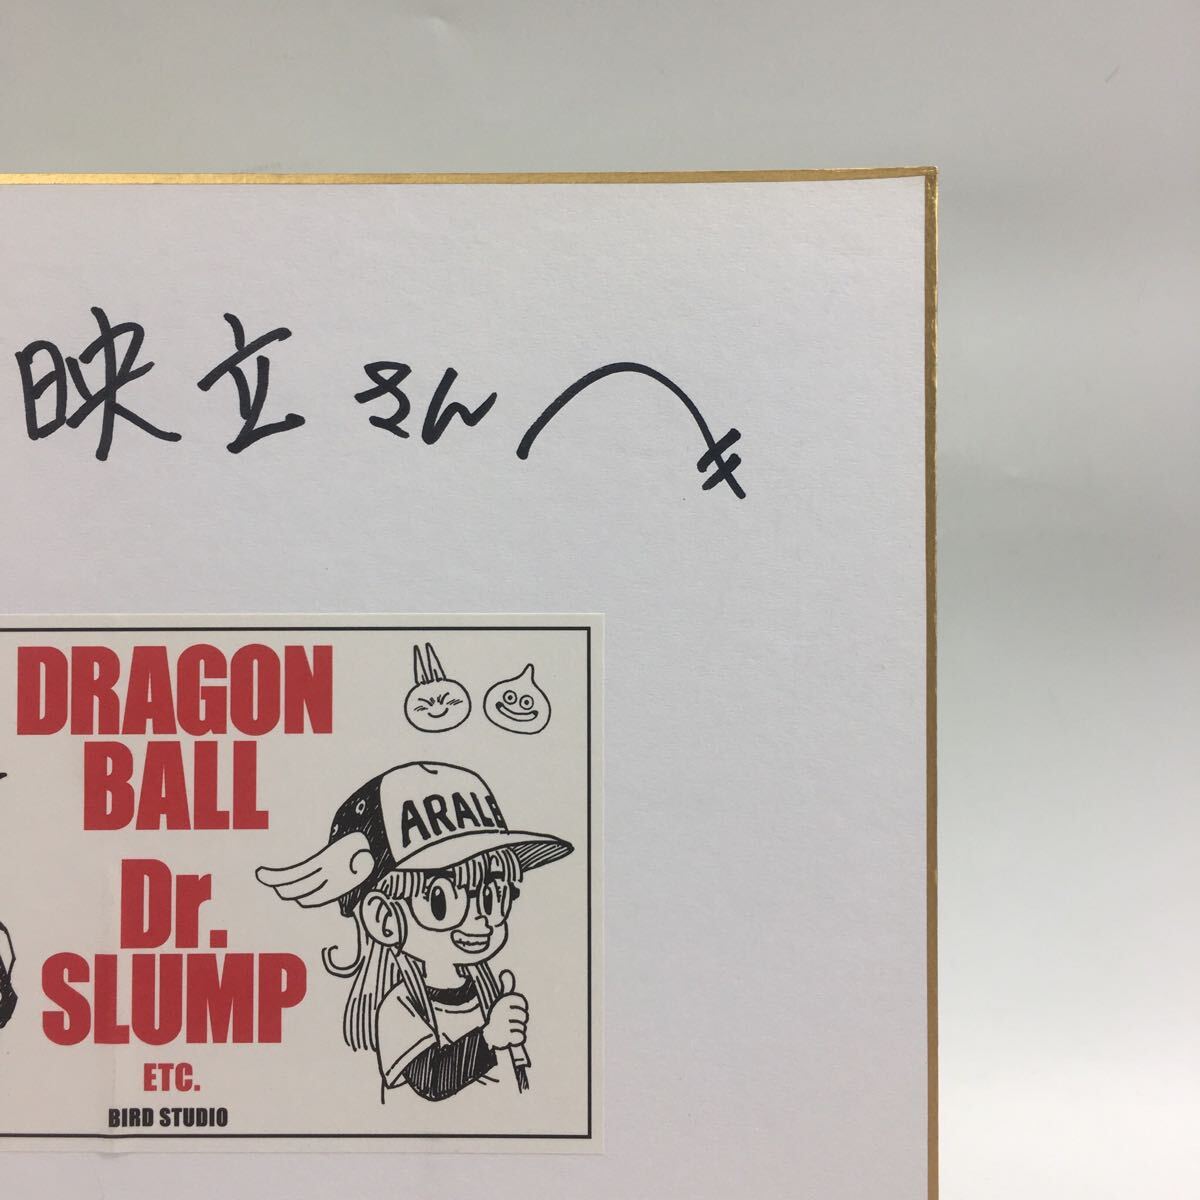 映立さんへ
DRAGON
BALL
Dr.
SLUMP
ETC.
BIRD STUDIO
ARALE